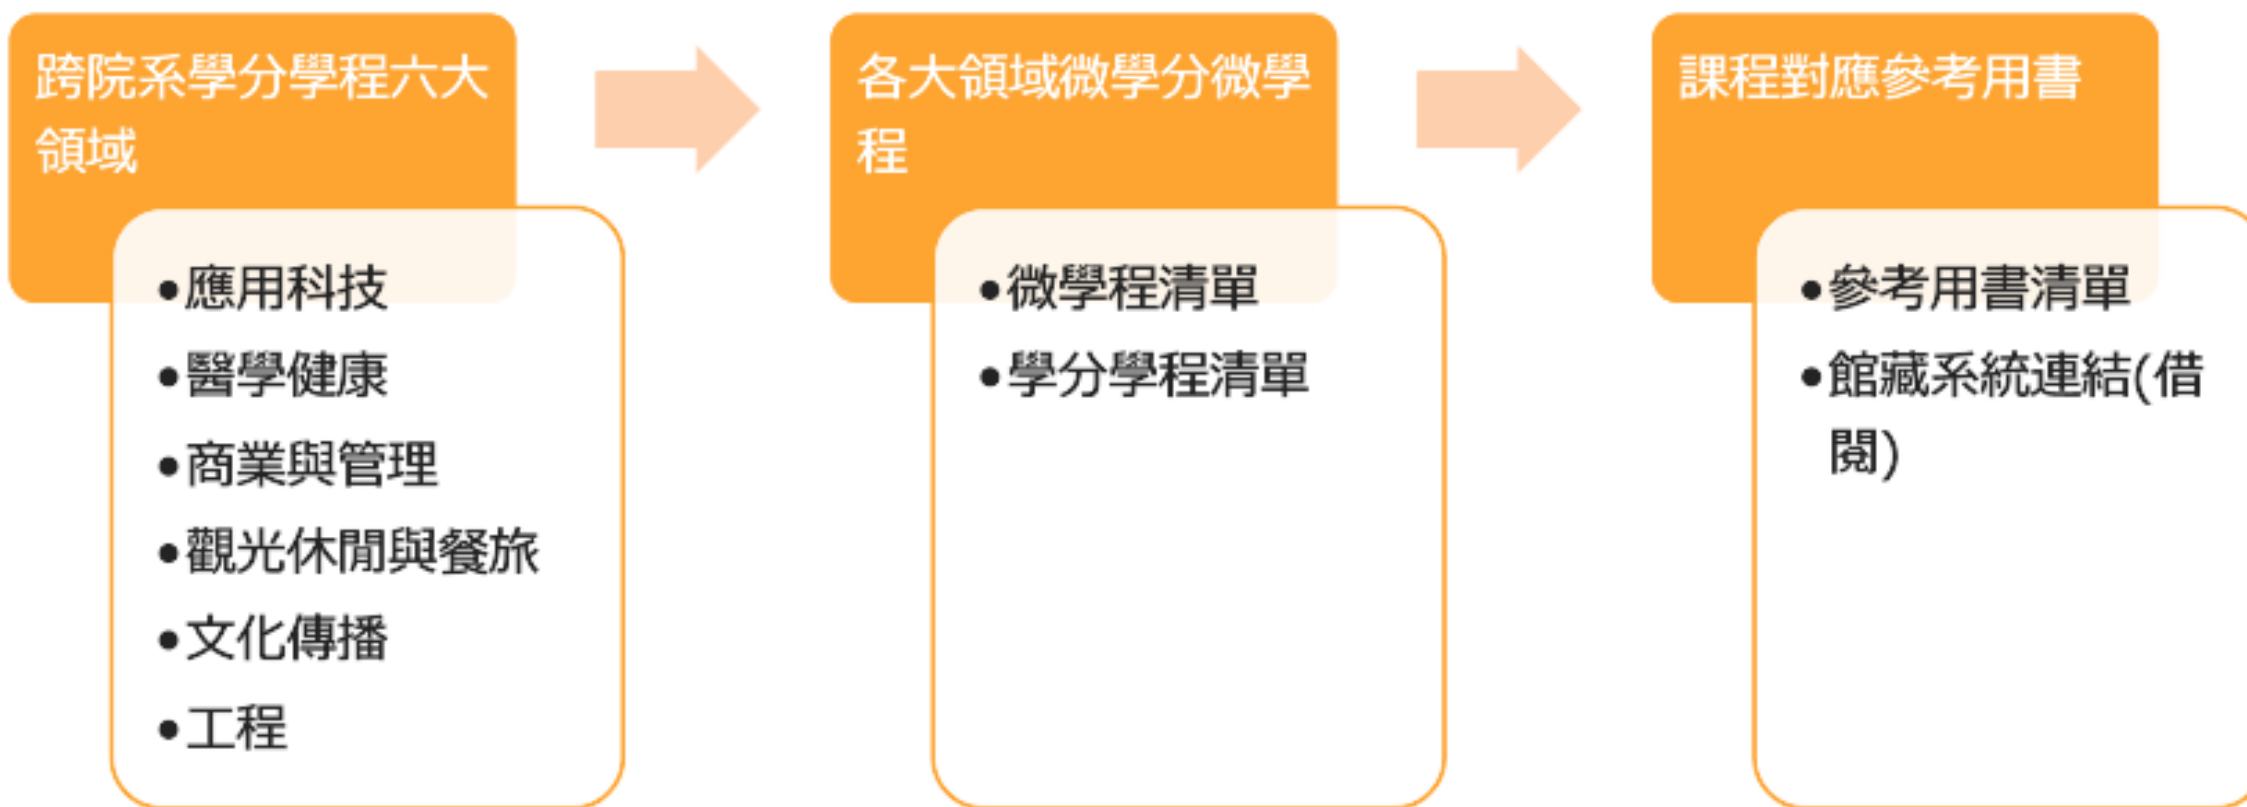 跨院系學分學程六大
領域
•應用科技
•醫學健康
•商業與管理
•觀光休閒與餐旅
•文化傳播
•工程
各大領域微學分微學
程
•微學程清單
•學分學程清單
課程對應參考用書
•參考用書清單
•館藏系統連結(借
閱)